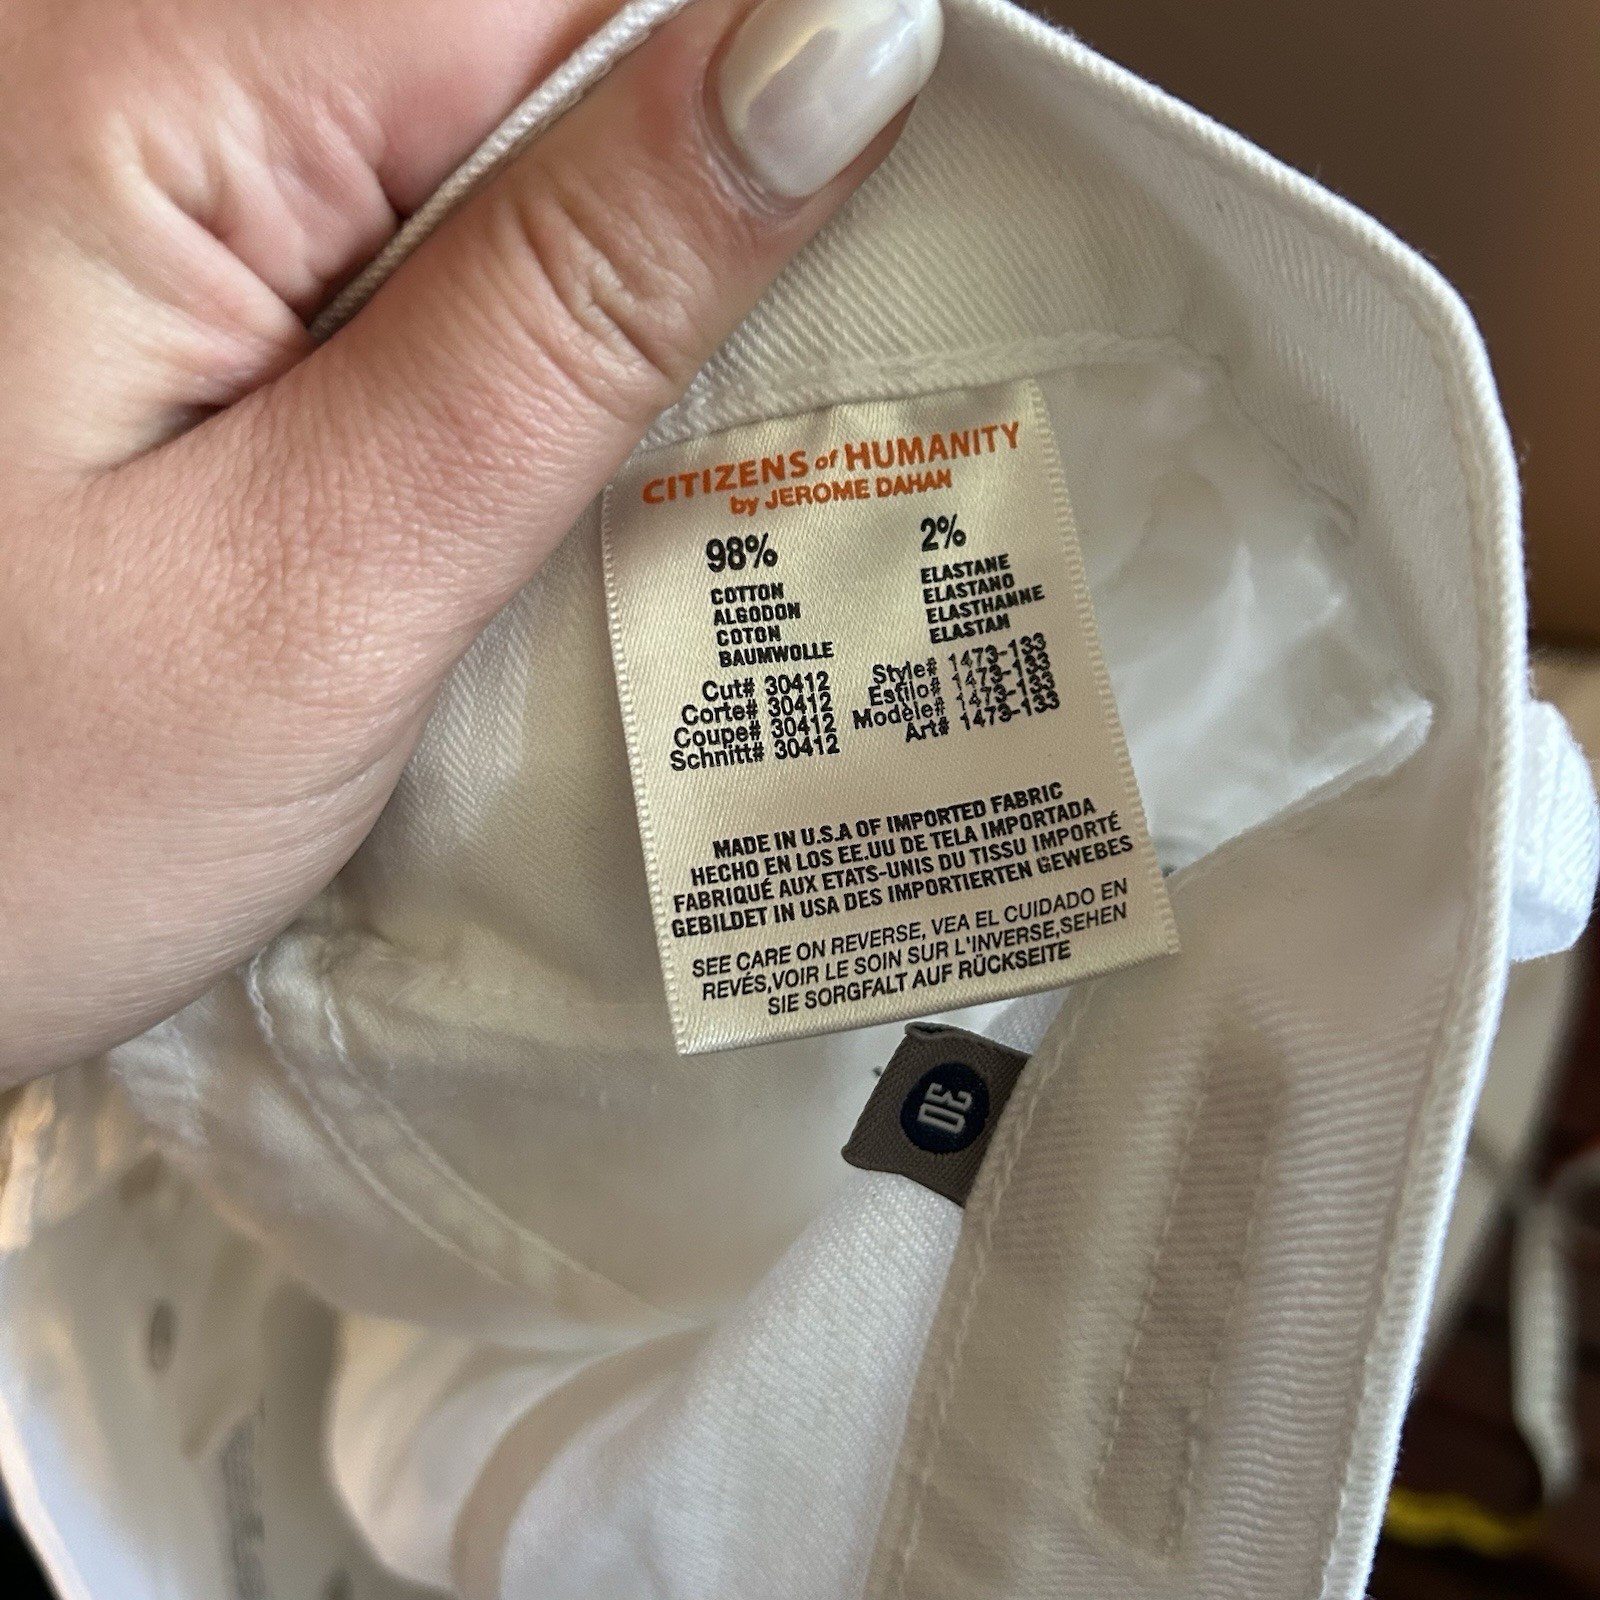 CITIZENS of HUMANITY
by JEROME DAHAN
98%
COTTON
ALGODON
COTON
BAUMWOLLE
2%
ELASTANE
ELASTANO
ELASTHANNE
ELASTAN
Cut# 30412
Corte# 30412
Coupe# 30412
Schnitt# 30412
Style# 1473-133
Estilo# 1473-133
Modèle# 1473-133
Art# 1473-133
MADE IN U.S.A OF IMPORTED FABRIC
HECHO EN LOS EE.UU DE TELA IMPORTADA
FABRIQUÉ AUX ETATS-UNIS DU TISSU IMPORTÉ
GEBILDET IN USA DES IMPORTIERTEN GEWEBES
SEE CARE ON REVERSE, VEA EL CUIDADO EN
REVÉS,VOIR LE SOIN SUR L'INVERSE,SEHEN
SIE SORGFALT AUF RÜCKSEITE
30